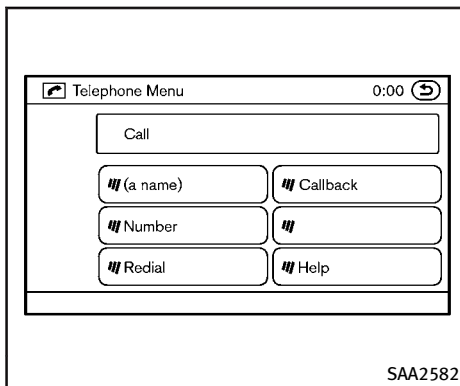 Telephone Menu 0:00
Call
(a name) Callback
Number
Redial Help
SAA2582